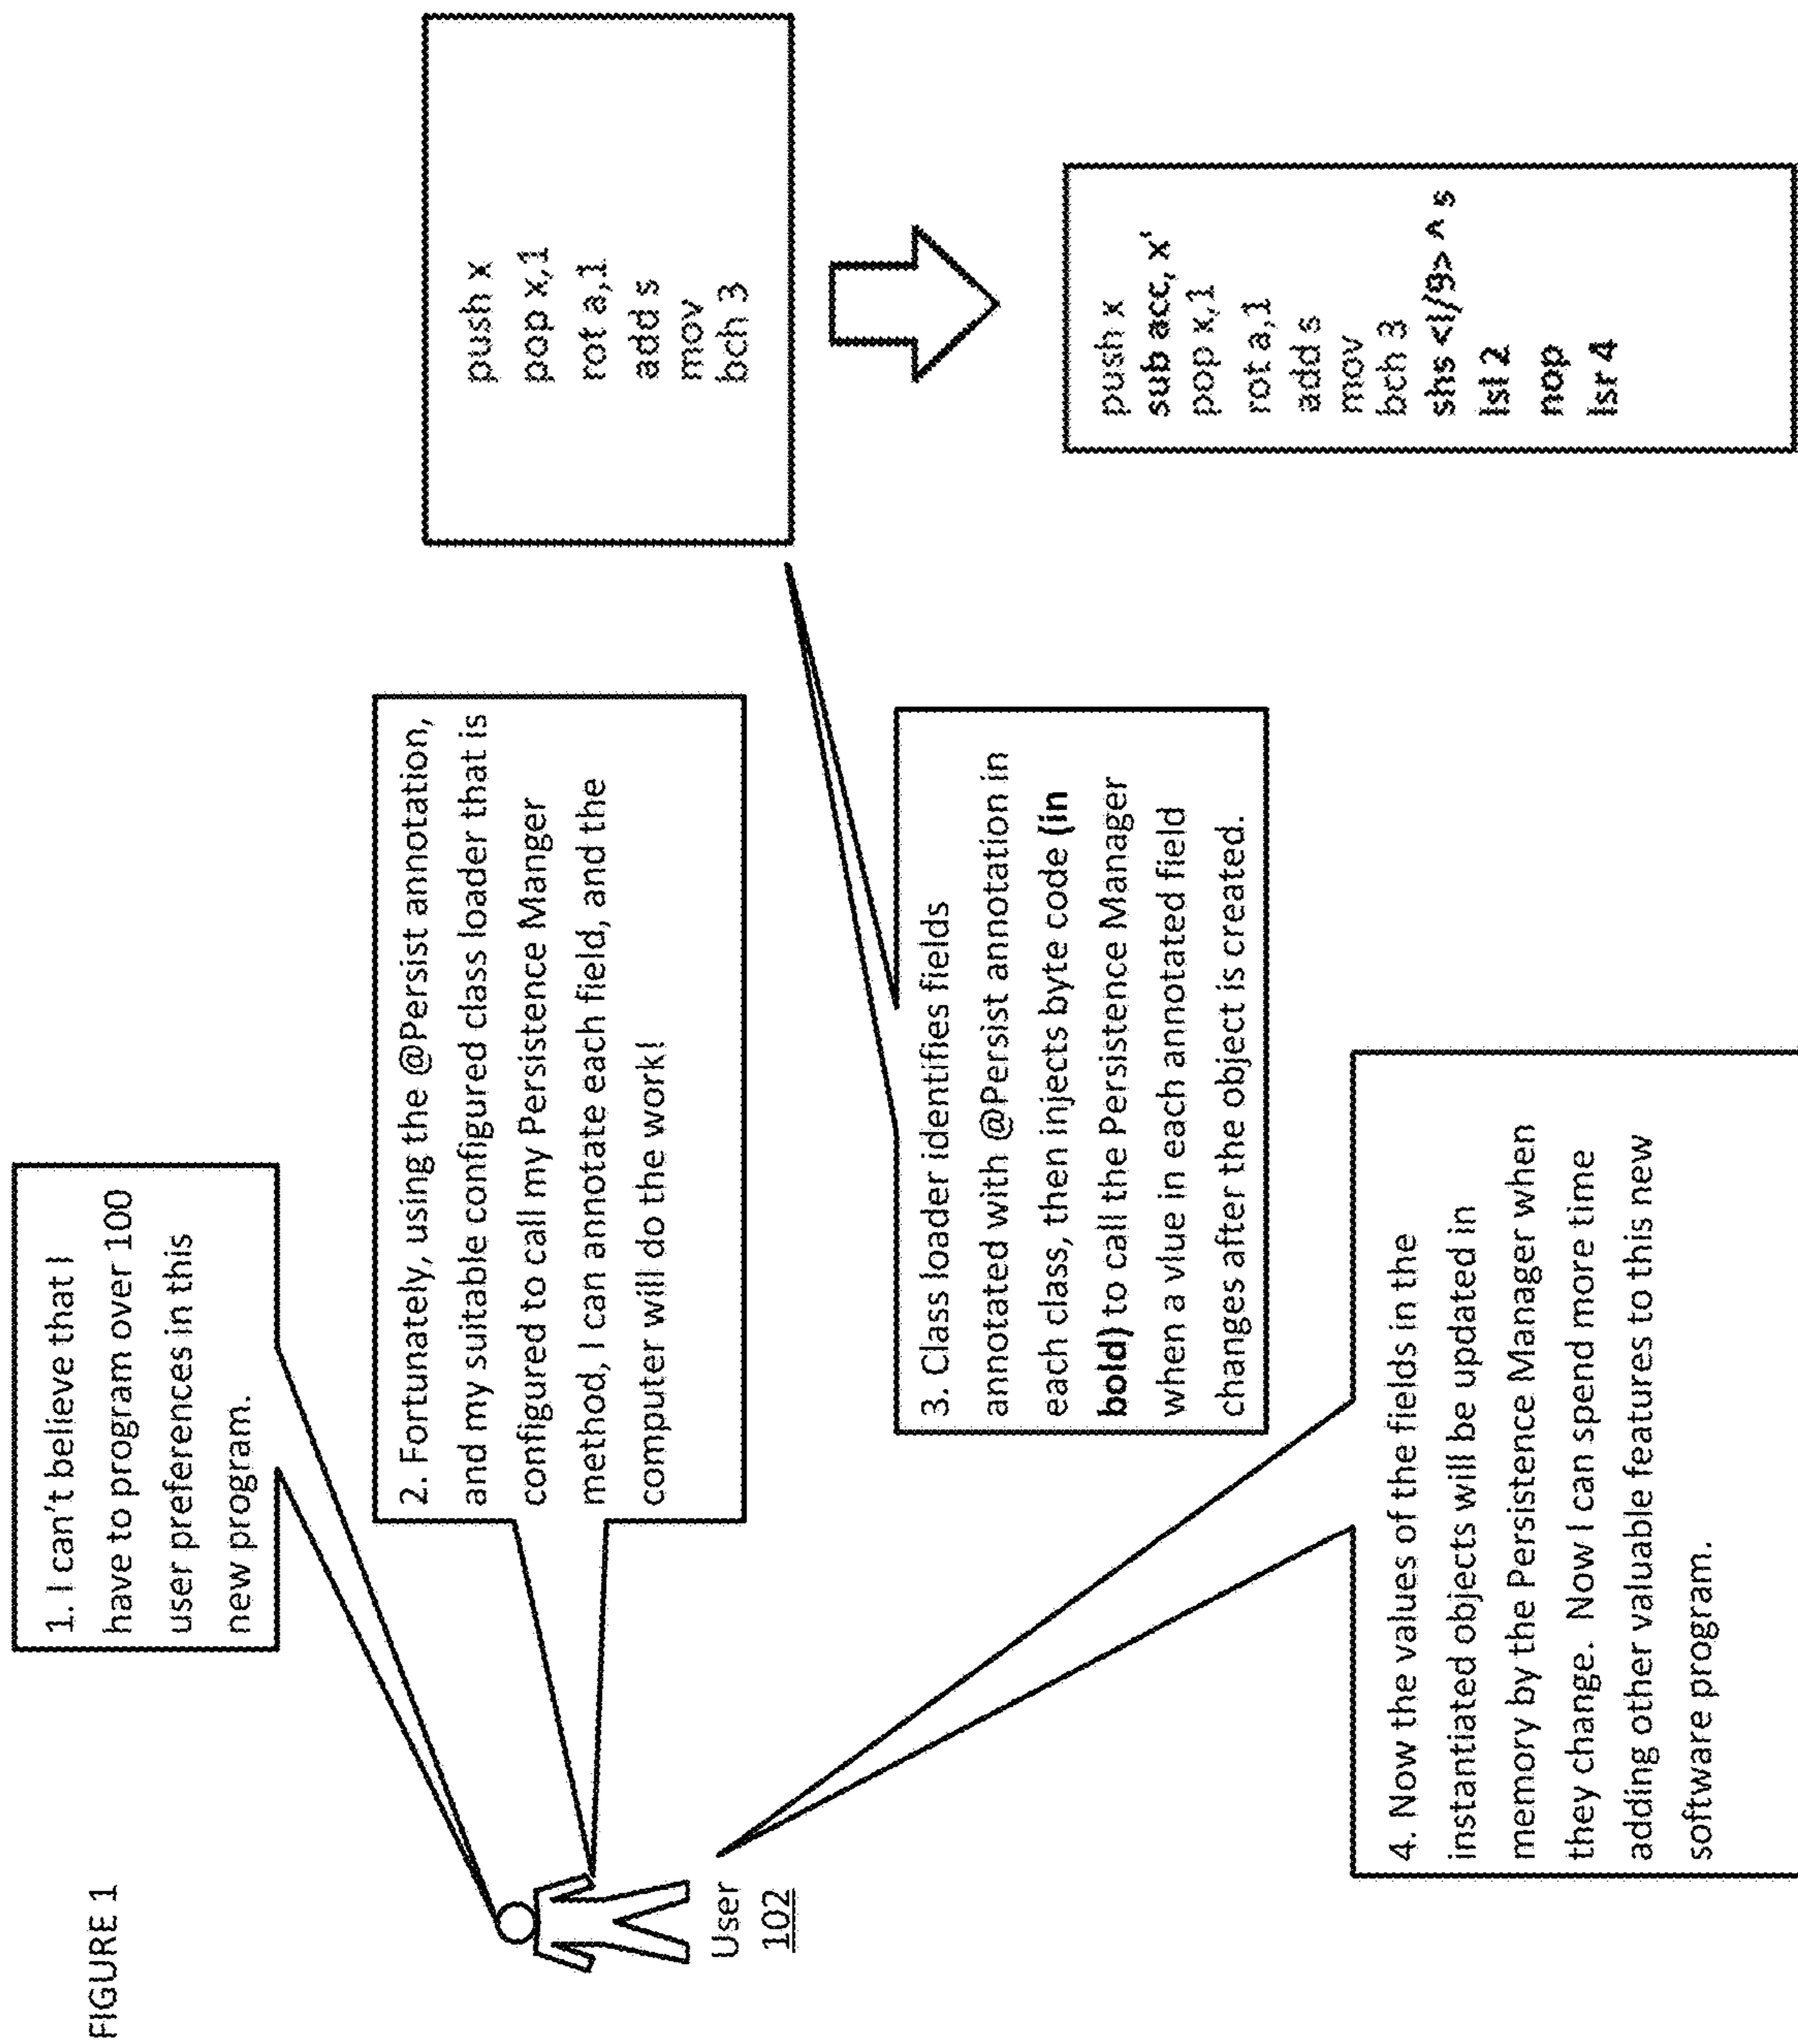 FIGURE 1
1. I can't believe that I
have to program over 100
user preferences in this
new program.
2. Fortunately, using the @Persist annotation,
and my suitable configured class loader that is
configured to call my Persistence Manger
method, I can annotate each field, and the
computer will do the work!
User
102
3. Class loader identifies fields
annotated with @Persist annotation in
each class, then injects byte code (in
bold) to call the Persistence Manager
when a vlue in each annotated field
changes after the object is created.
push x
pop x,1
rot a,1
add s
mov
bch 3
push x
sub acc, x'
pop x,1
rot a,1
add s
mov
bch 3
shs <l/9> ^ s
lsl 2
nop
lsr 4
4. Now the values of the fields in the
instantiated objects will be updated in
memory by the Persistence Manager when
they change.  Now I can spend more time
adding other valuable features to this new
software program.